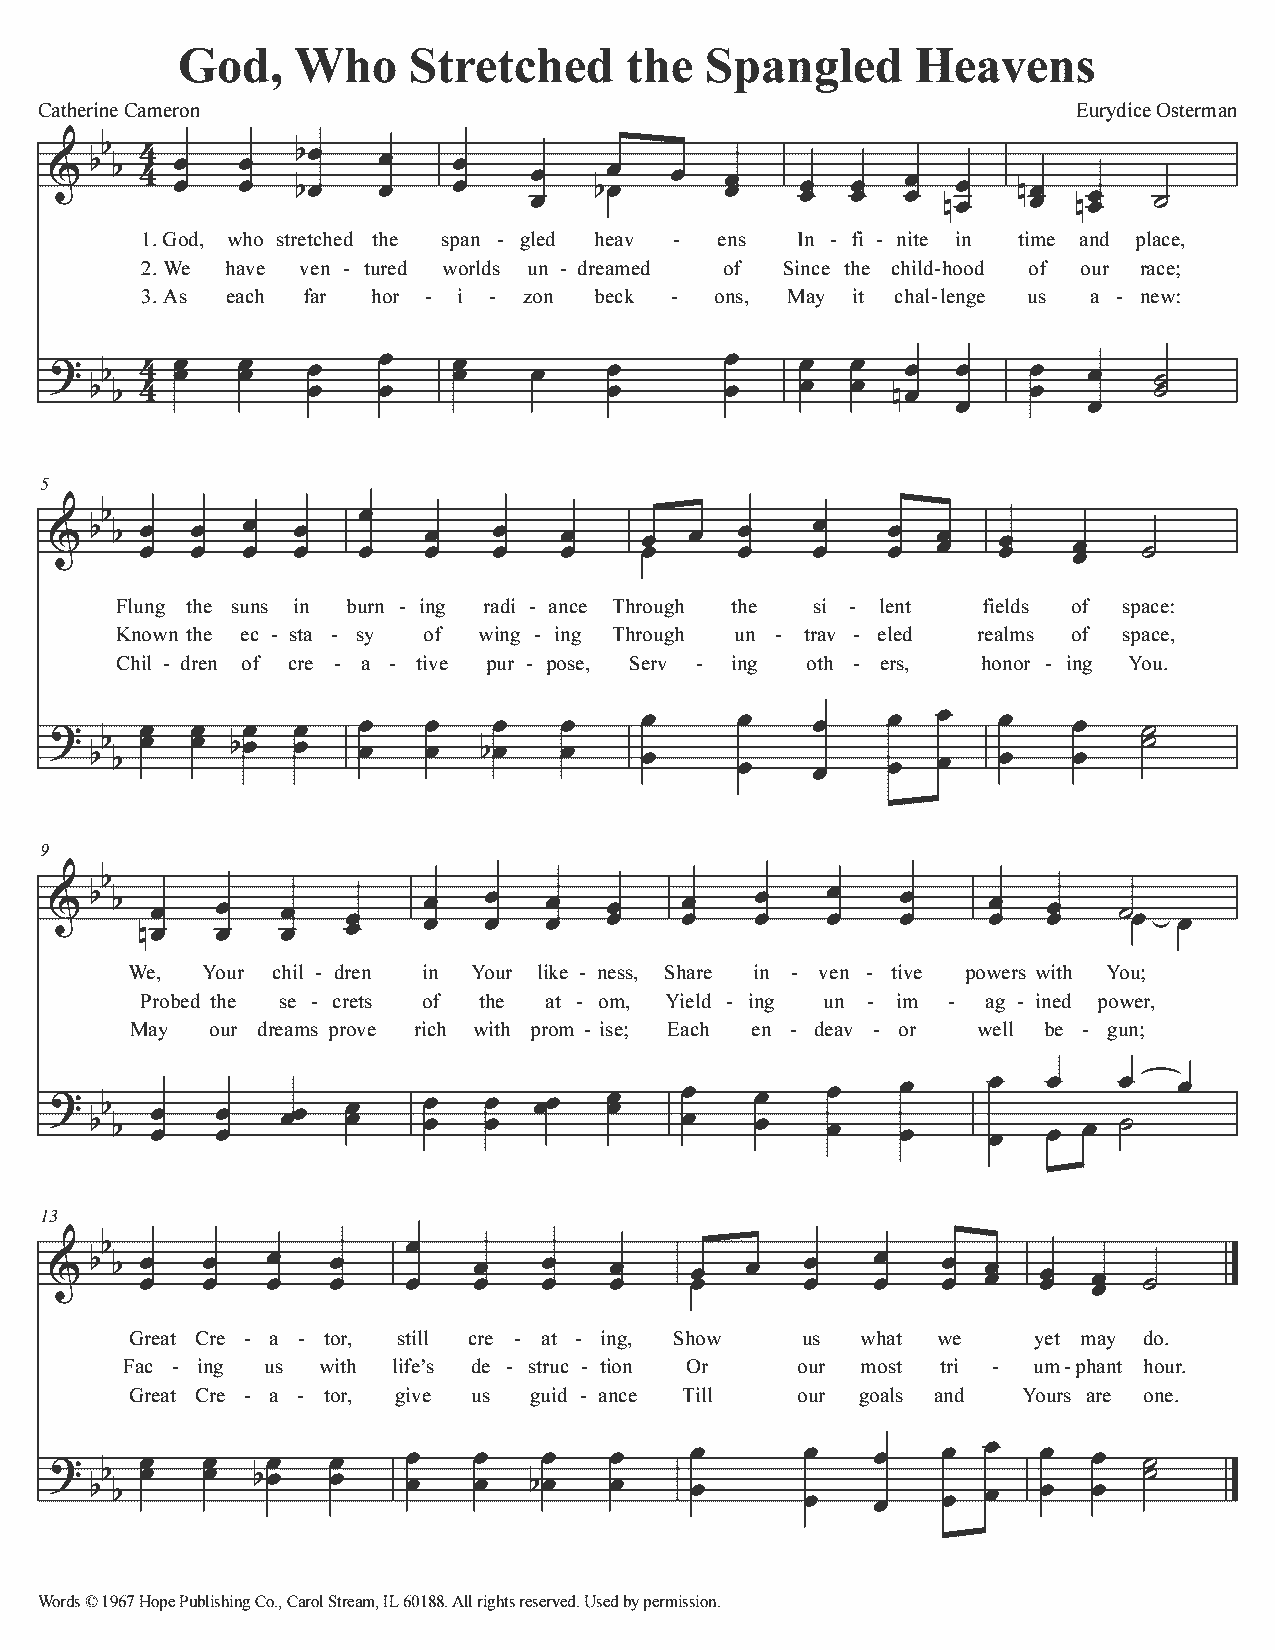 God, Who Stretched the Spangled Heavens
Catherine Cameron Eurydice Osterman
1. God, who stretched the span - gled heav - ens In - fi - nite in time and place,
2. We have ven - tured worlds un - dreamed of Since the child-hood of our race;
3. As each far hor - i - zon beck - ons, May it chal-lenge us a - new:
5
Flung the suns in burn - ing radi - ance Through the si - lent fields of space:
Known the ec - sta - sy of wing - ing Through un - trav - eled realms of space,
Chil - dren of cre - a - tive pur - pose, Serv - ing oth - ers, honor - ing You.
9
We, Your chil - dren in Your like - ness, Share in - ven - tive powers with You;
Probed the se - crets of the at - om, Yield - ing un - im - ag - ined power,
May our dreams prove rich with prom - ise; Each en - deav - or well be - gun;
13
Great Cre - a - tor, still cre - at - ing, Show us what we yet may do.
Fac - ing us with life’s de - struc - tion Or our most tri - um - phant hour.
Great Cre - a - tor, give us guid - ance Till our goals and Yours are one.
Words © 1967 Hope Publishing Co., Carol Stream, IL 60188. All rights reserved. Used by permission.